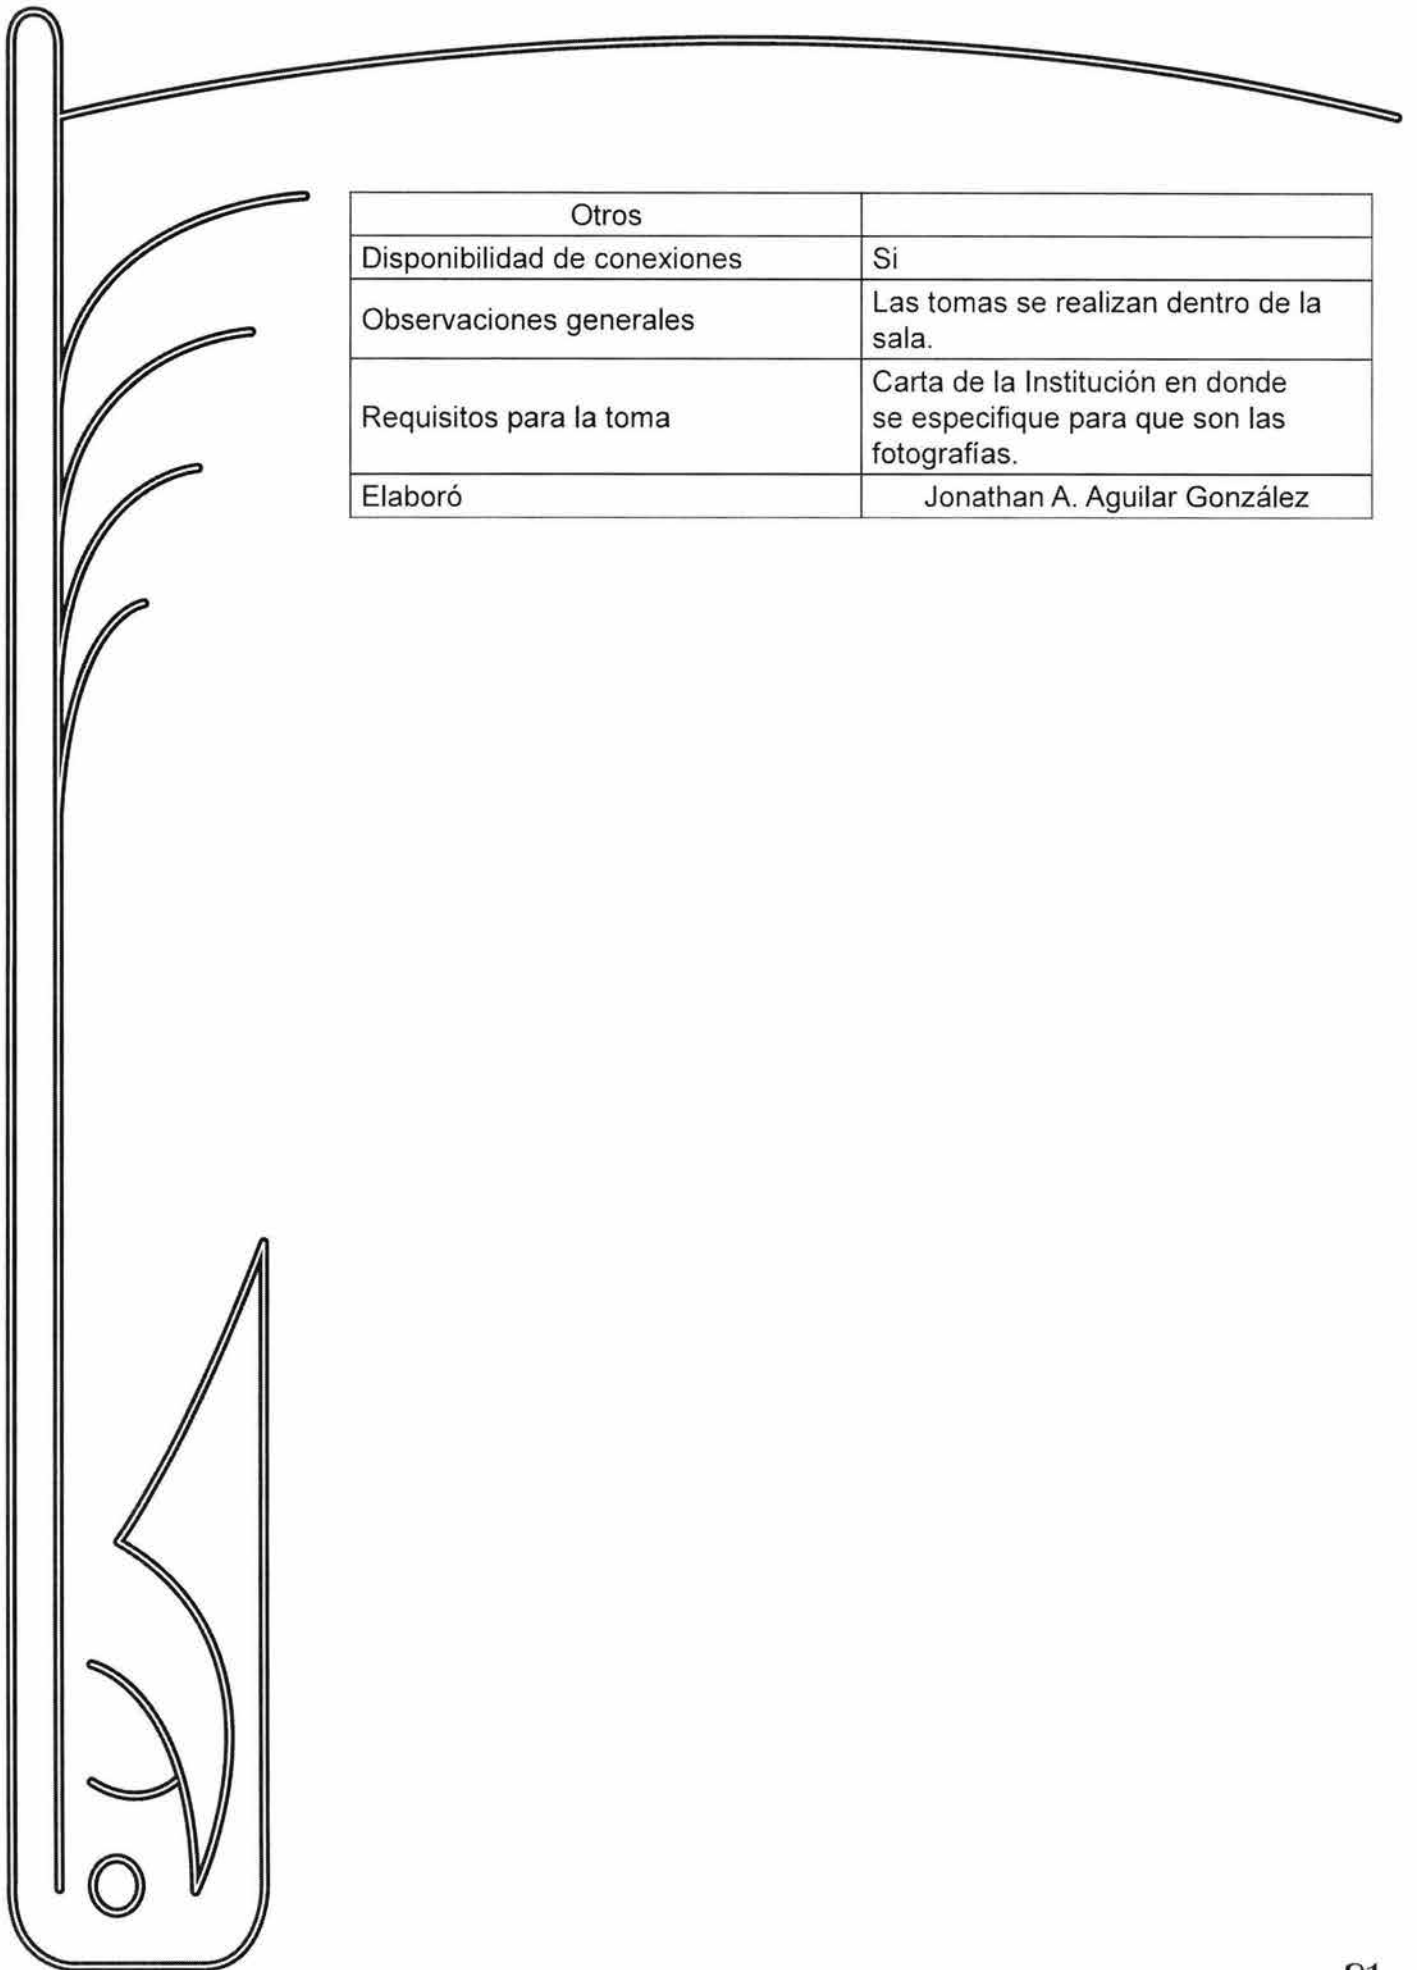 Otros
Disponibilidad de conexiones
Si
Observaciones generales
Las tomas se realizan dentro de la
sala.
Requisitos para la toma
Carta de la Institución en donde
se especifique para que son las
fotografías.
Elaboró
Jonathan A. Aguilar González